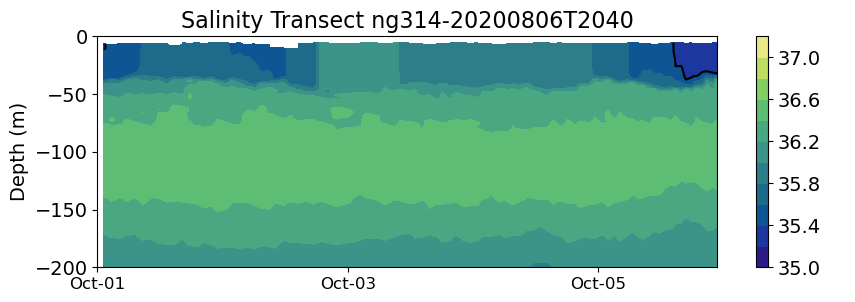 Salinity Transect ng314-20200806T2040
0
−50
−100
−150
−200
Depth (m)
Oct-01
Oct-03
Oct-05
37.0
36.6
36.2
35.8
35.4
35.0